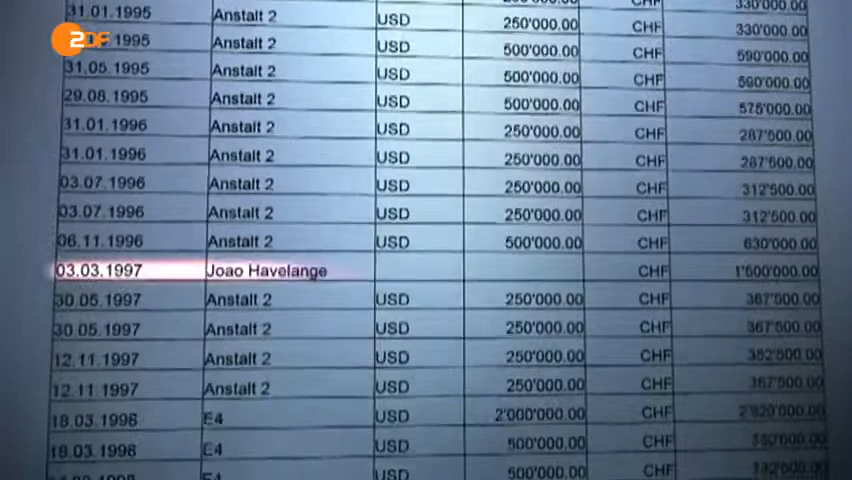 31.01.1995 Anstalt 2 USD 250'000.00 CHF 330'000.00
ZDF
1995 Anstalt 2 USD 500'000.00 CHF 590'000.00
31.05.1995 Anstalt 2 USD 500'000.00 CHF 590'000.00
29.08.1995 Anstalt 2 USD 500'000.00 CHF 575'000.00
31.01.1996 Anstalt 2 USD 250'000.00 CHF 287'500.00
31.01.1996 Anstalt 2 USD 250'000.00 CHF 287'500.00
03.07.1996 Anstalt 2 USD 250'000.00 CHF 312'500.00
03.07.1996 Anstalt 2 USD 250'000.00 CHF 312'500.00
06.11.1996 Anstalt 2 USD 500'000.00 CHF 630'000.00
03.03.1997 Joao Havelange CHF 1'500'000.00
30.05.1997 Anstalt 2 USD 250'000.00 CHF 367'500.00
30.05.1997 Anstalt 2 USD 250'000.00 CHF 367'500.00
12.11.1997 Anstalt 2 USD 250'000.00 CHF
12.11.1997 Anstalt 2 USD 250'000.00 CHF
18.03.1998 E4 USD 2'000'000.00 CHF
18.03.1998 E4 USD 500'000.00 CHF
E4 USD 500'000.00 CHF